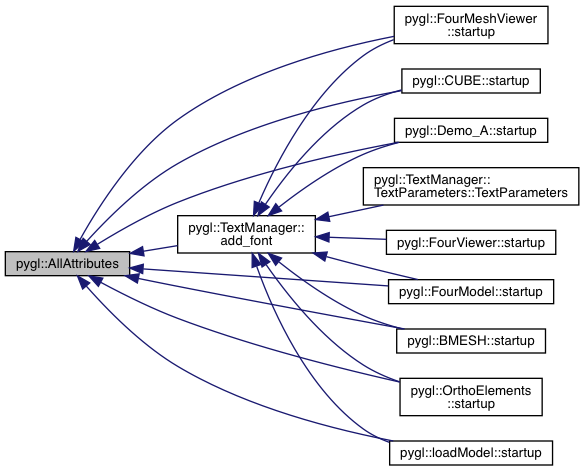 pygl::FourMeshViewer
::startup
pygl::CUBE::startup
pygl::Demo_A::startup
pygl::TextManager::
TextParameters::TextParameters
pygl::TextManager::
add_font
pygl::FourViewer::startup
pygl::AllAttributes
pygl::FourModel::startup
pygl::BMESH::startup
pygl::OrthoElements
::startup
pygl::loadModel::startup